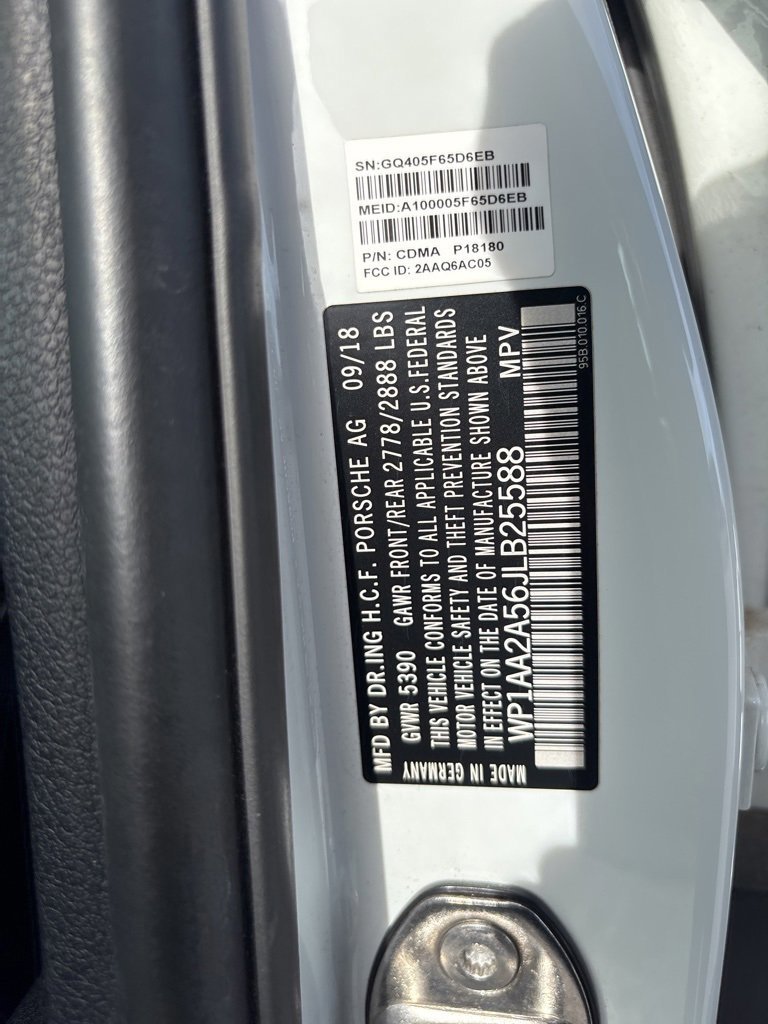 SN:GQ405F65D6EB
MEID:A100005F65D6EB
P/N: CDMA P18180
FCC ID: 2AAQ6AC05
MFD BY DR.ING H.C.F. PORSCHE AG 09/18
GVWR 5390 GAWR FRONT/REAR 2778/2888 LBS
THIS VEHICLE CONFORMS TO ALL APPLICABLE U.S.FEDERAL
MOTOR VEHICLE SAFETY AND THEFT PREVENTION STANDARDS
IN EFFECT ON THE DATE OF MANUFACTURE SHOWN ABOVE
WP1AA2A56JLB25588 MPV
MADE IN GERMANY
95B.010.016.C